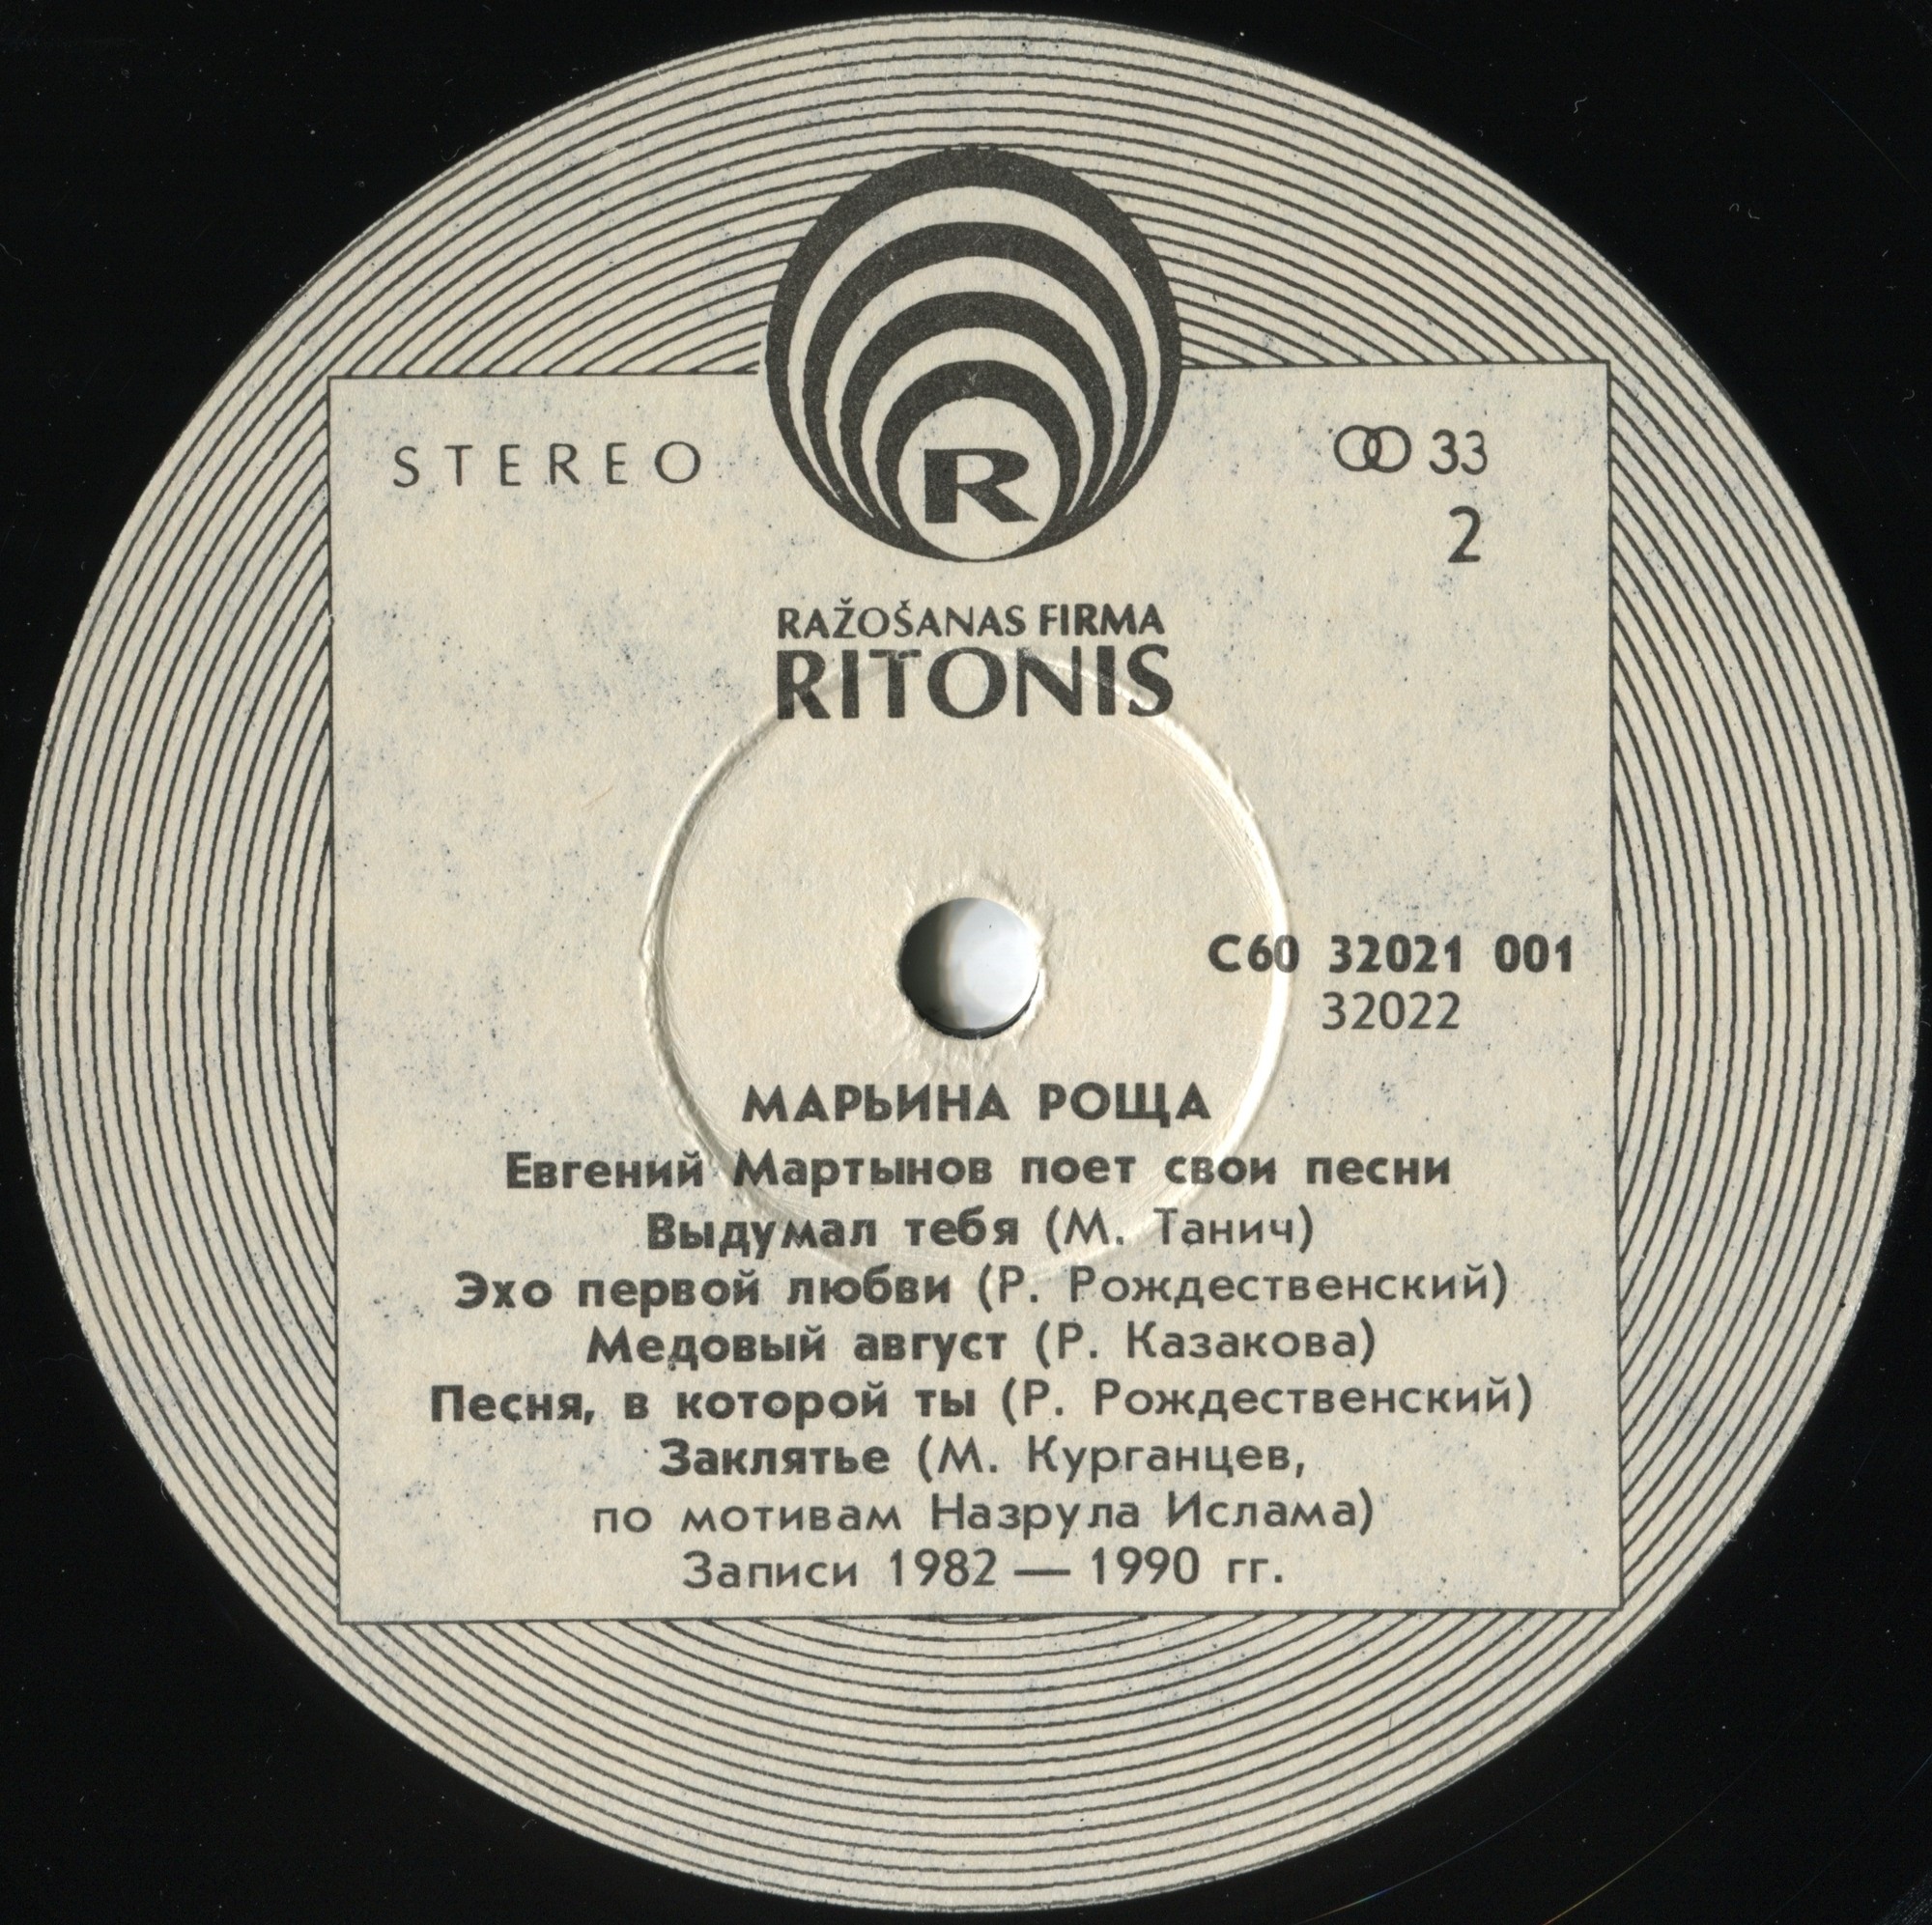 STEREO
33
2
R
RAŽOŠANAS FIRMA
RITONIS
С60 32021 001
32022
МАРЬИНА РОЩА
Евгений Мартынов поет свои песни
Выдумал тебя (М. Танич)
Эхо первой любви (Р. Рождественский)
Медовый август (Р. Казакова)
Песня, в которой ты (Р. Рождественский)
Заклятье (М. Курганцев,
по мотивам Назрула Ислама)
Записи 1982 — 1990 гг.